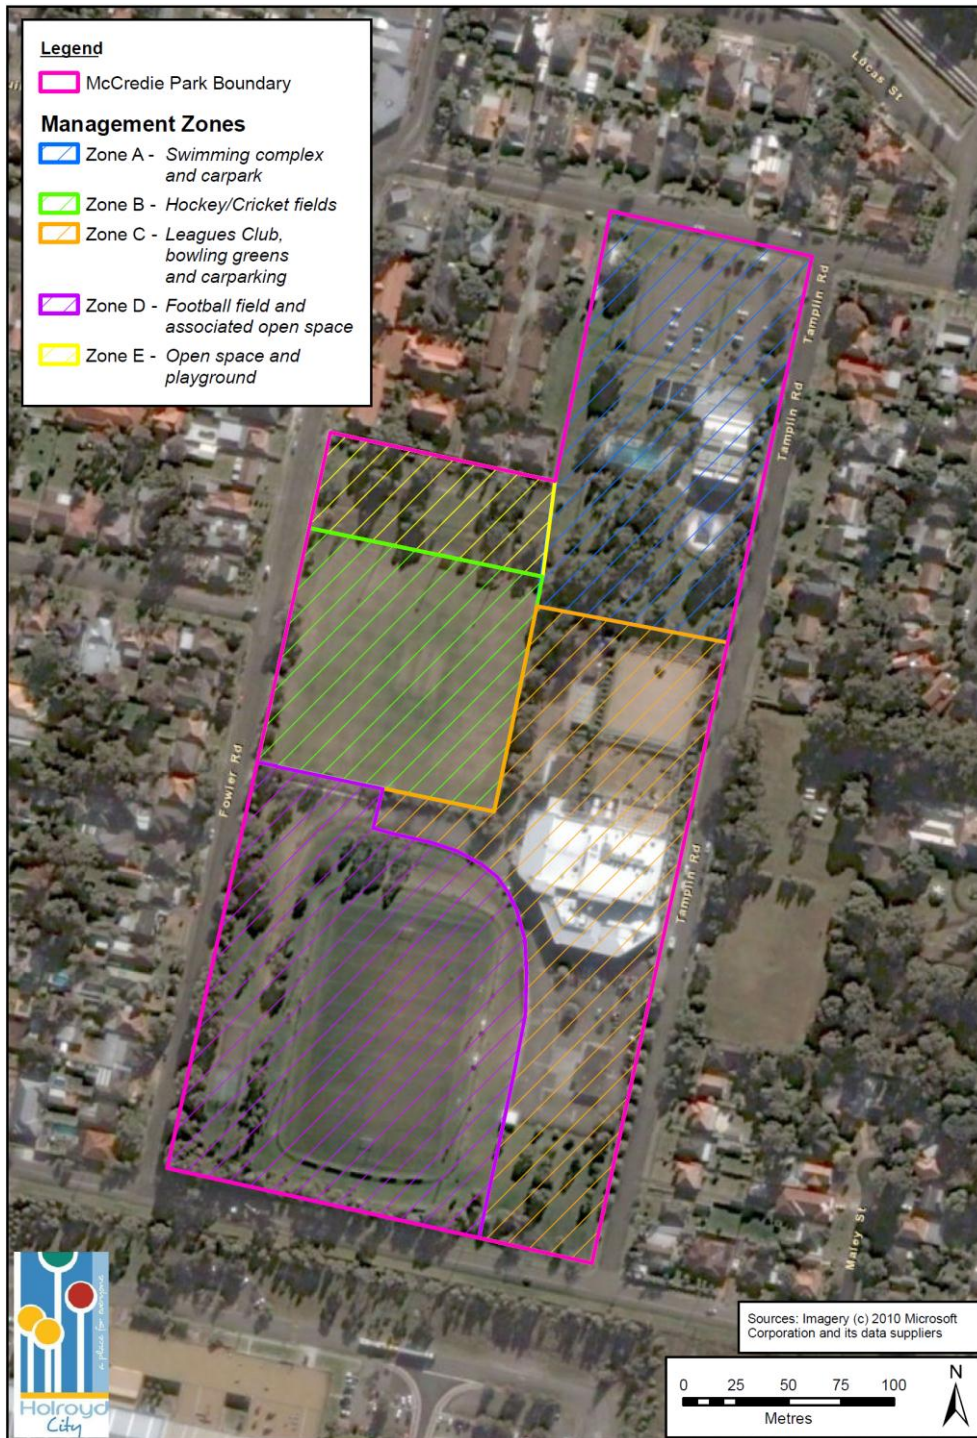 Legend
McCredie Park Boundary
Management Zones
Zone A - Swimming complex
and carpark
Zone B - Hockey/Cricket fields
Zone C - Leagues Club,
bowling greens
and carparking
Zone D - Football field and
associated open space
Zone E - Open space and
playground
Lucas St
Tamplin Rd
Tamplin Rd
Fowler Rd
Tamplin Rd
Maley St
a place for everyone
Holroyd
City
Sources: Imagery (c) 2010 Microsoft
Corporation and its data suppliers
0 25 50 75 100
Metres
N